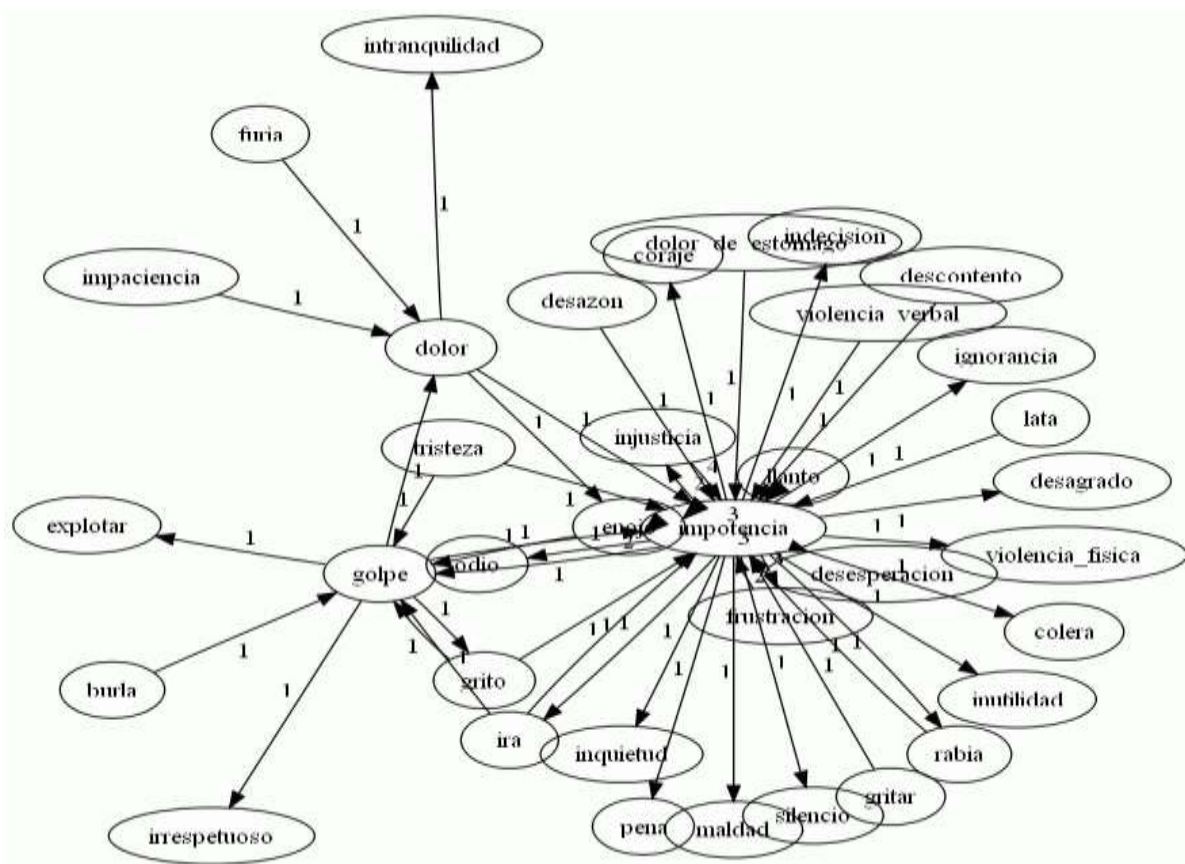 intranquilidad
furia
1
1
indecision
dolor de estomago
coraje
impaciencia
1
descontento
desazon
violencia verbal
dolor
ignorancia
1
1
1
1
1
1
1
lata
injusticia
tristeza
1
1
1
desagrado
llanto
explotar
enojo
impotencia
3
1
1
1
1
1
1
violencia_fisica
golpe
odio
1
1
desesperacion
frustracion
colera
1
1
1
1
burla
grito
inutilidad
1
1
1
1
ira
inquietud
rabia
gritar
silencio
pena
maldad
irrespetuoso